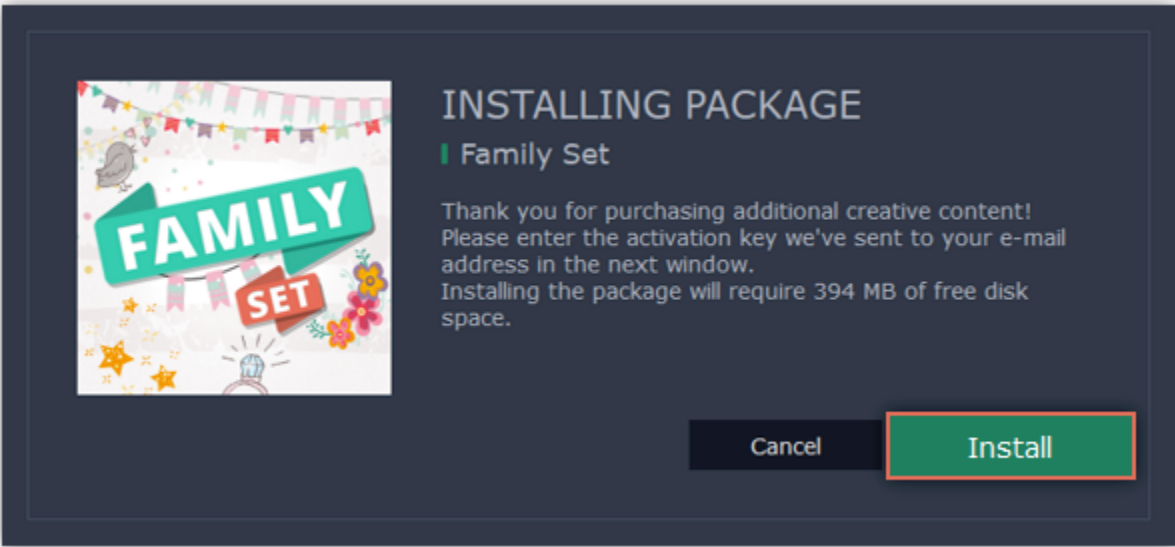 INSTALLING PACKAGE
Family Set
FAMILY
SET
Thank you for purchasing additional creative content!
Please enter the activation key we've sent to your e-mail
address in the next window.
Installing the package will require 394 MB of free disk
space.
Cancel
Install